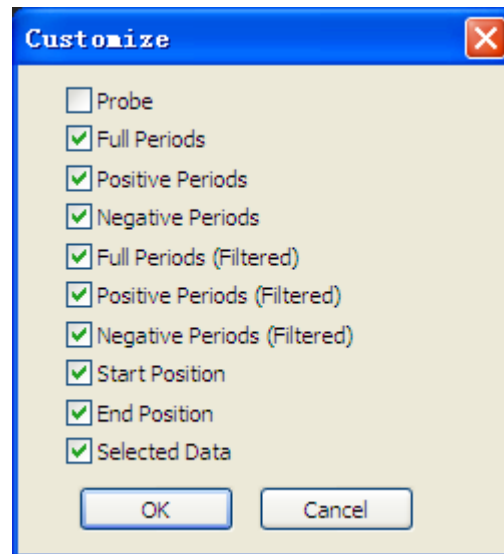 Customize
Probe
Full Periods
Positive Periods
Negative Periods
Full Periods (Filtered)
Positive Periods (Filtered)
Negative Periods (Filtered)
Start Position
End Position
Selected Data
OK Cancel